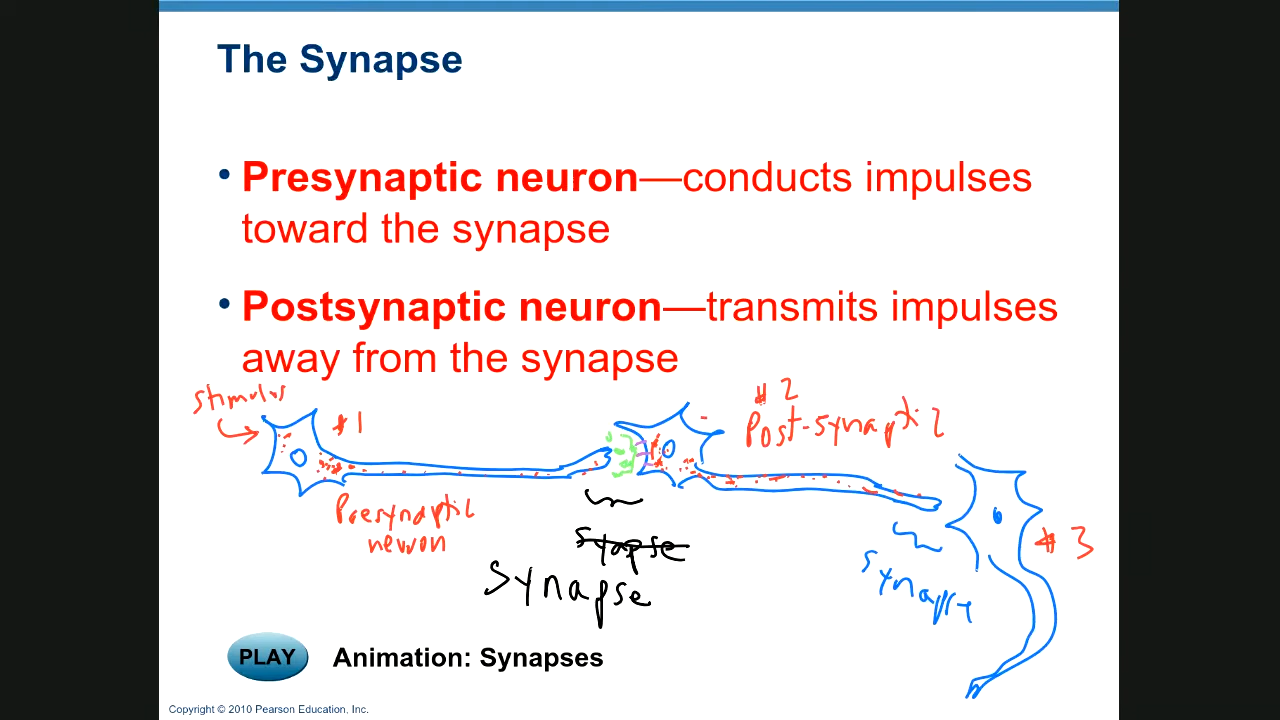 The Synapse
• Presynaptic neuron—conducts impulses
toward the synapse
• Postsynaptic neuron—transmits impulses
away from the synapse
stimulus
#1
#2
Post-synaptic
Presynaptic
neuron
#3
syapse
synapse
synapse
PLAY
Animation: Synapses
Copyright © 2010 Pearson Education, Inc.